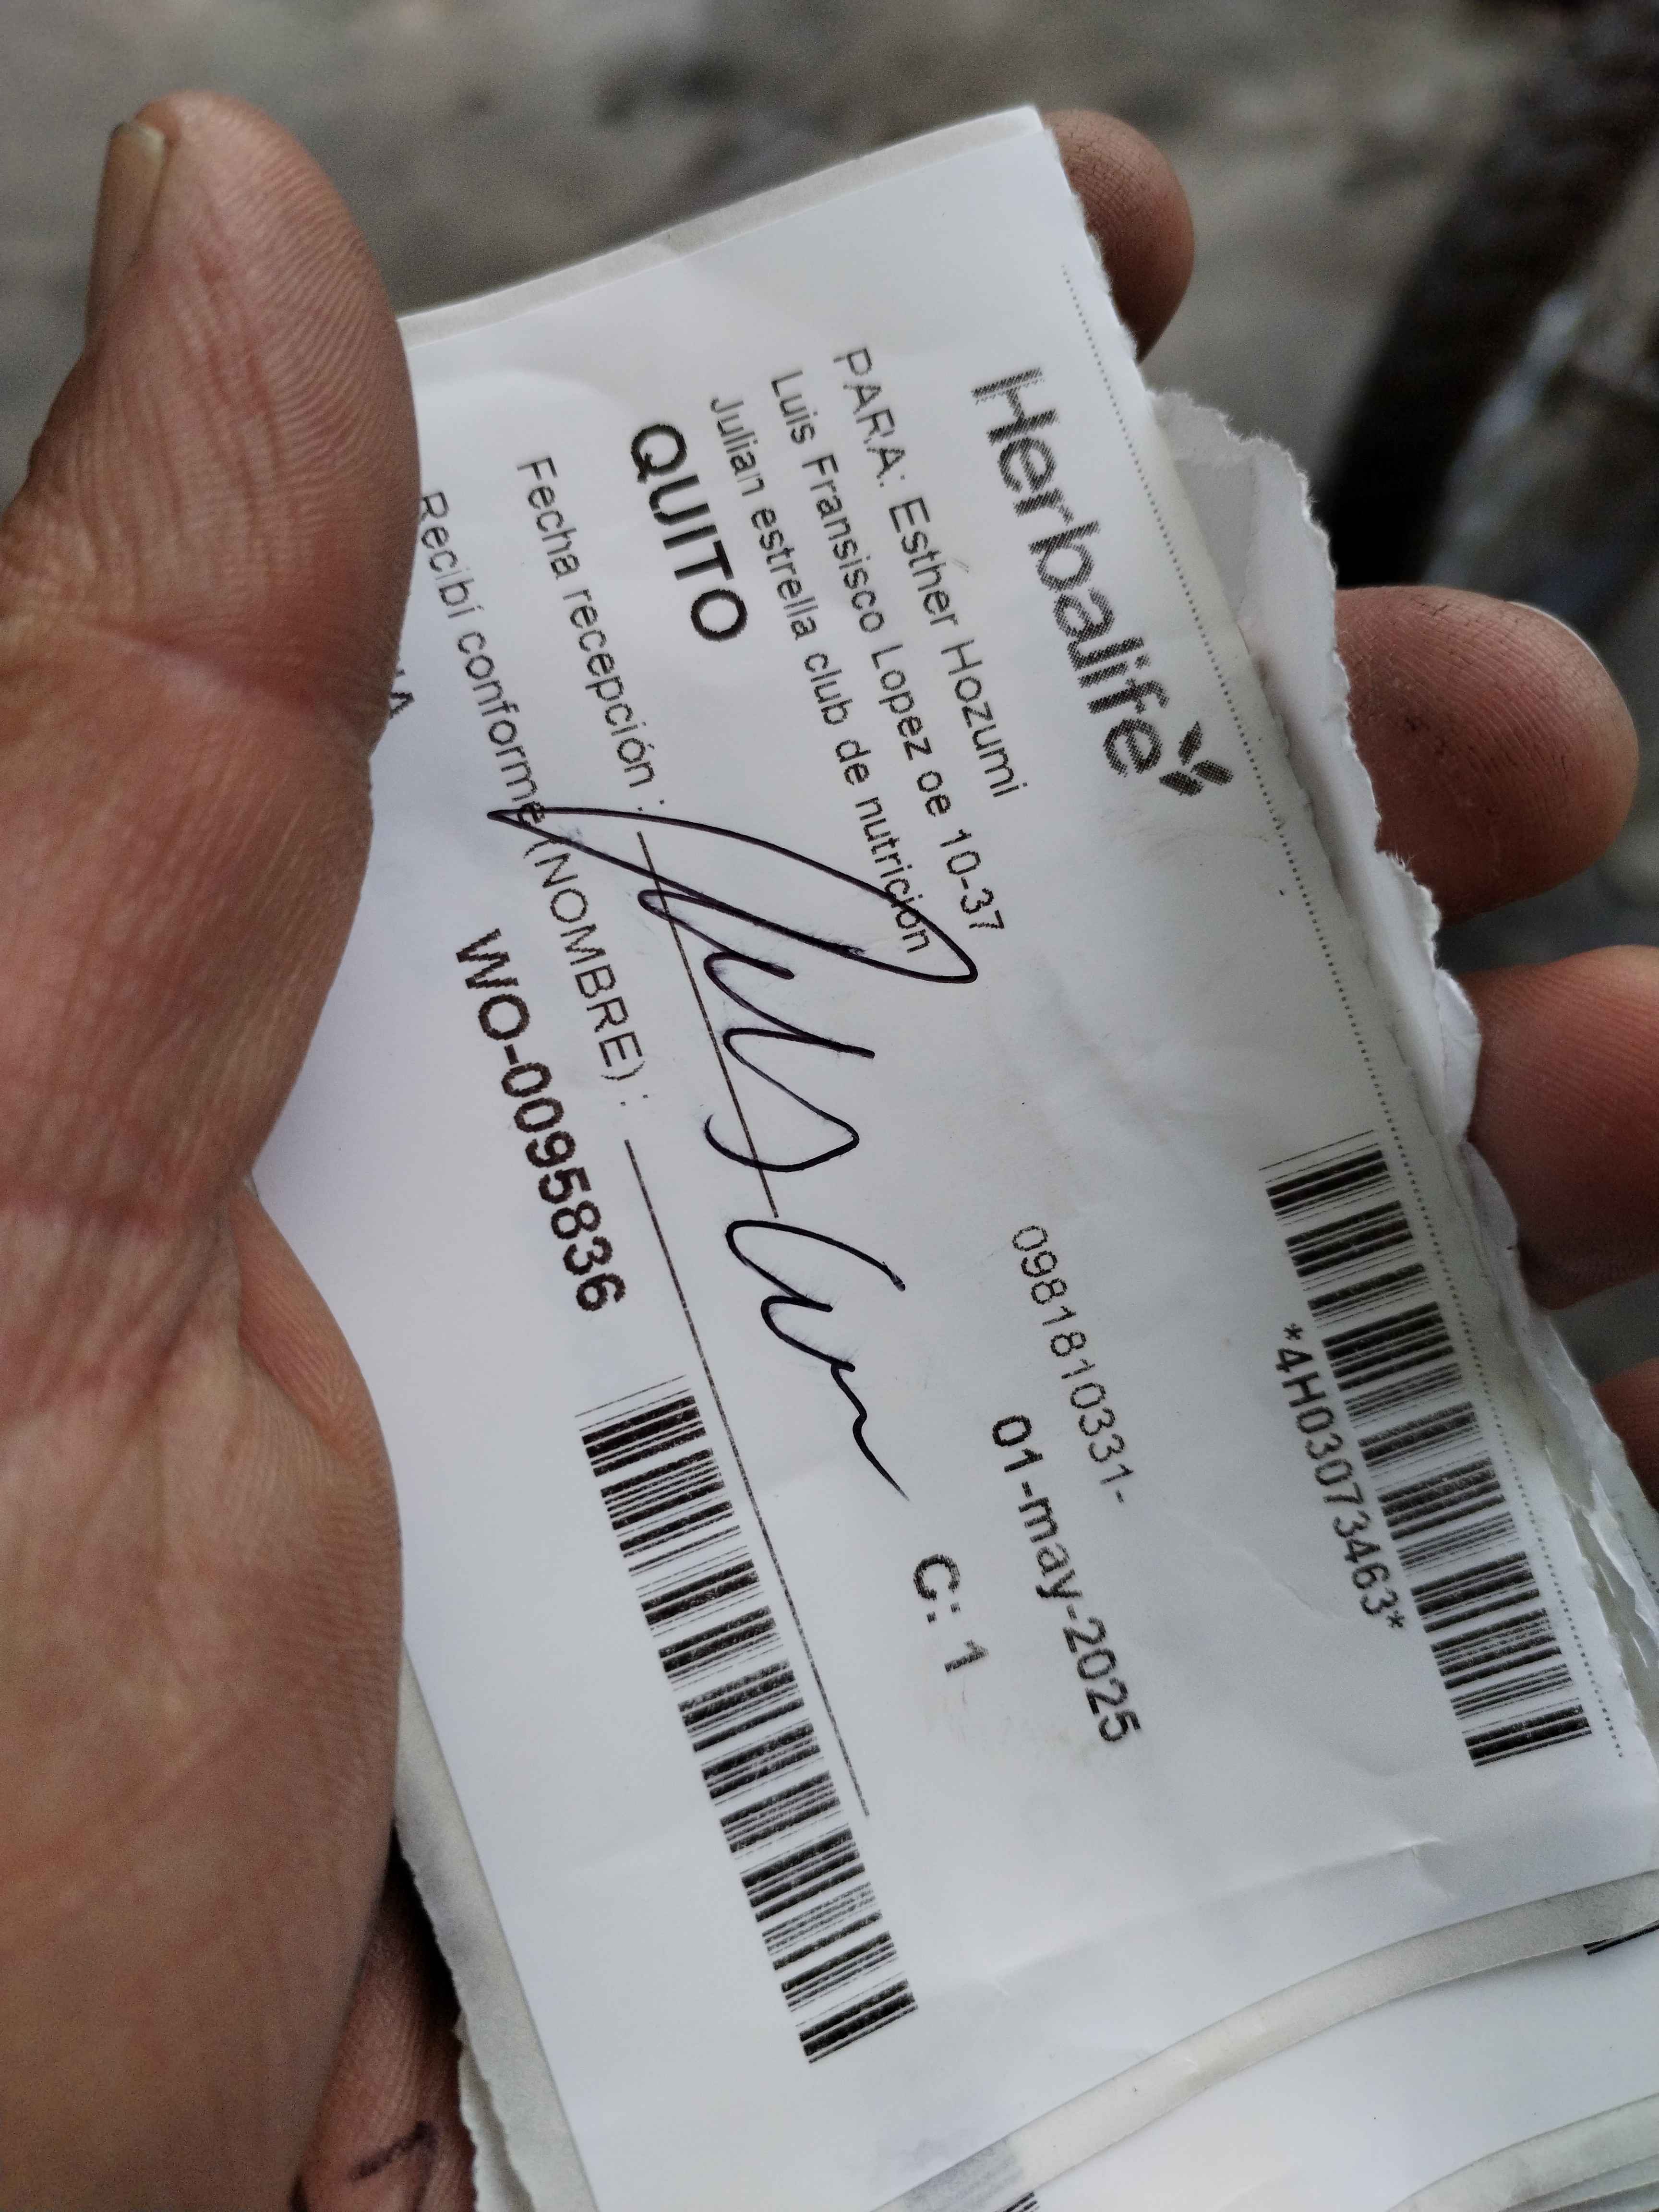 Herbalife
*4H03073463*
PARA: Esther Hozumi
0981810331-
Luis Fransisco Lopez oe 10-37
01-may-2025
Julian estrella club de nutricion
QUITO
C: 1
Fecha recepción :
Recibí conforme (NOMBRE) :
WO-0095836